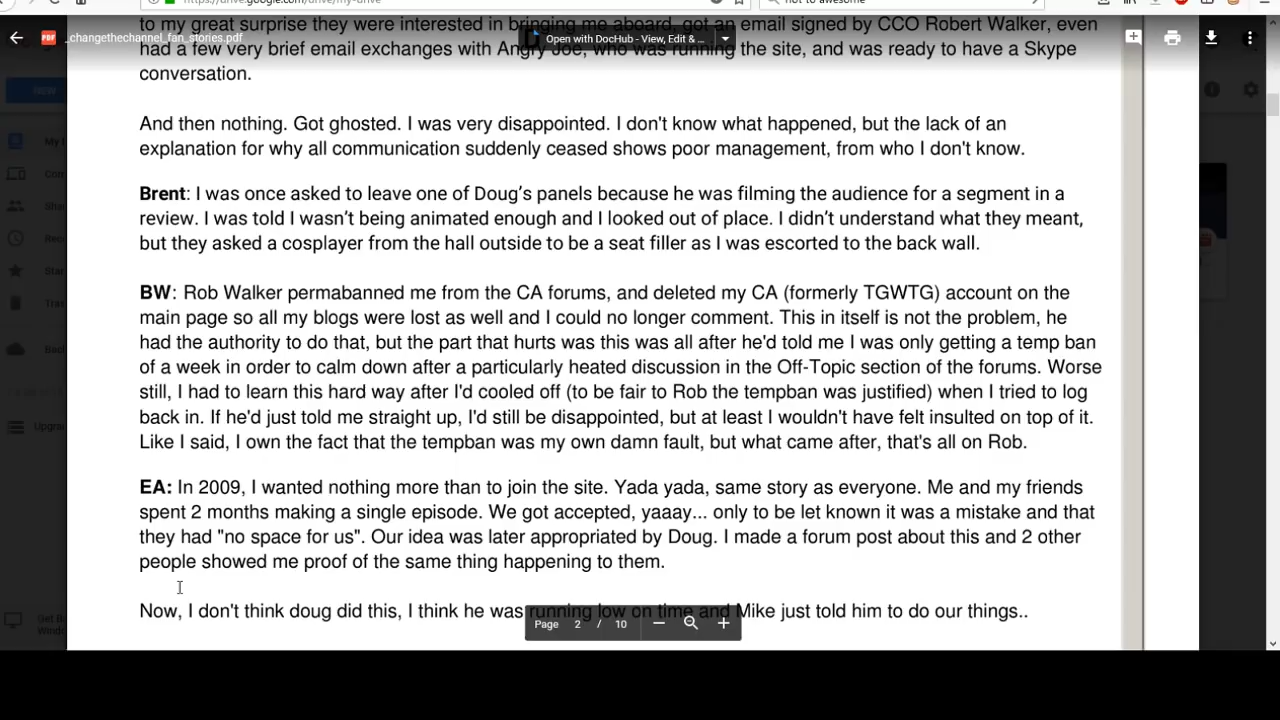 https://drive.google.com/drive/my-drive
not to awesome
to my great surprise they were interested in bringing me aboard, got an email signed by CCO Robert Walker, even
_changethechannel_fan_stories.pdf
Open with DocHub - View, Edit & ...
had a few very brief email exchanges with Angry Joe, who was running the site, and was ready to have a Skype
conversation.
NEW
And then nothing. Got ghosted. I was very disappointed. I don't know what happened, but the lack of an
explanation for why all communication suddenly ceased shows poor management, from who I don't know.
Brent: I was once asked to leave one of Doug’s panels because he was filming the audience for a segment in a
review. I was told I wasn’t being animated enough and I looked out of place. I didn’t understand what they meant,
but they asked a cosplayer from the hall outside to be a seat filler as I was escorted to the back wall.
BW: Rob Walker permabanned me from the CA forums, and deleted my CA (formerly TGWTG) account on the
main page so all my blogs were lost as well and I could no longer comment. This in itself is not the problem, he
had the authority to do that, but the part that hurts was this was all after he'd told me I was only getting a temp ban
of a week in order to calm down after a particularly heated discussion in the Off-Topic section of the forums. Worse
still, I had to learn this hard way after I'd cooled off (to be fair to Rob the tempban was justified) when I tried to log
back in. If he'd just told me straight up, I'd still be disappointed, but at least I wouldn't have felt insulted on top of it.
Like I said, I own the fact that the tempban was my own damn fault, but what came after, that's all on Rob.
EA: In 2009, I wanted nothing more than to join the site. Yada yada, same story as everyone. Me and my friends
spent 2 months making a single episode. We got accepted, yaaay... only to be let known it was a mistake and that
they had "no space for us". Our idea was later appropriated by Doug. I made a forum post about this and 2 other
people showed me proof of the same thing happening to them.
Now, I don't think doug did this, I think he was running low on time and Mike just told him to do our things..
Page 2 / 10